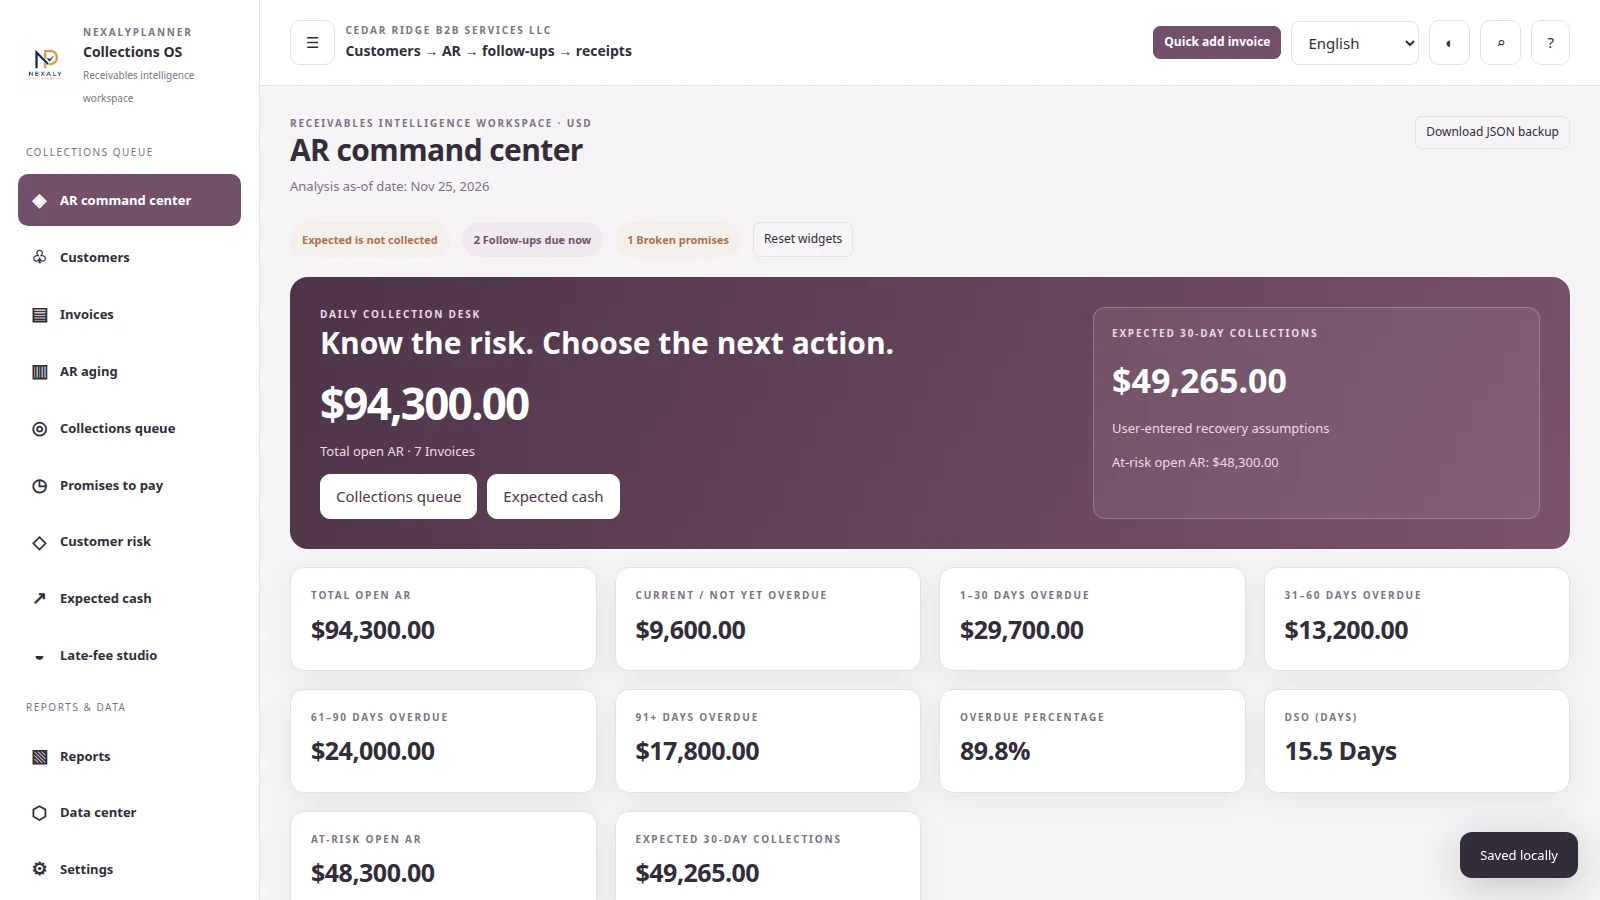 NEXALYPLANNER
Collections OS
Receivables intelligence
workspace
NEXALY
COLLECTIONS QUEUE
AR command center
Customers
Invoices
AR aging
Collections queue
Promises to pay
Customer risk
Expected cash
Late-fee studio
REPORTS & DATA
Reports
Data center
Settings
CEDAR RIDGE B2B SERVICES LLC
Customers → AR → follow-ups → receipts
Quick add invoice
English
?
RECEIVABLES INTELLIGENCE WORKSPACE · USD
AR command center
Analysis as-of date: Nov 25, 2026
Download JSON backup
Expected is not collected
2 Follow-ups due now
1 Broken promises
Reset widgets
DAILY COLLECTION DESK
Know the risk. Choose the next action.
$94,300.00
Total open AR · 7 Invoices
Collections queue
Expected cash
EXPECTED 30-DAY COLLECTIONS
$49,265.00
User-entered recovery assumptions
At-risk open AR: $48,300.00
TOTAL OPEN AR
$94,300.00
CURRENT / NOT YET OVERDUE
$9,600.00
1–30 DAYS OVERDUE
$29,700.00
31–60 DAYS OVERDUE
$13,200.00
61–90 DAYS OVERDUE
$24,000.00
91+ DAYS OVERDUE
$17,800.00
OVERDUE PERCENTAGE
89.8%
DSO (DAYS)
15.5 Days
AT-RISK OPEN AR
$48,300.00
EXPECTED 30-DAY COLLECTIONS
$49,265.00
Saved locally